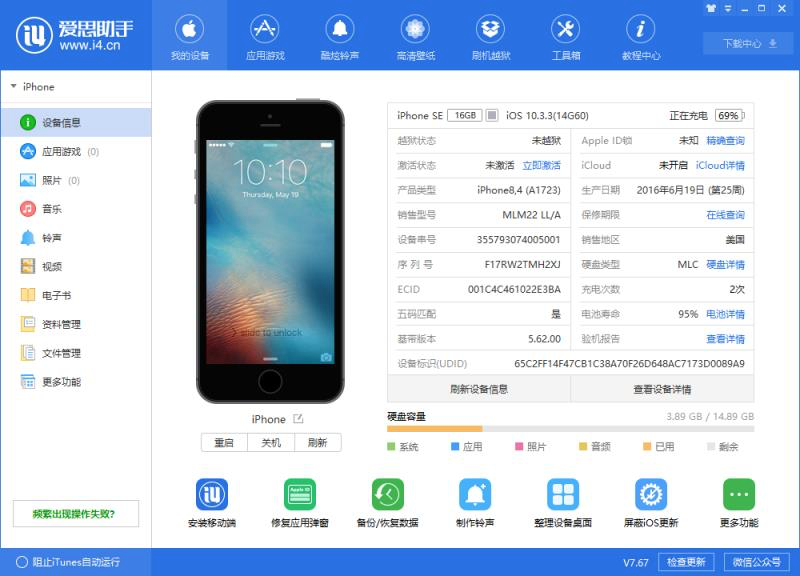 爱思助手
www.i4.cn
我的设备
应用游戏
酷炫铃声
高清壁纸
刷机越狱
工具箱
教程中心
下载中心
iPhone
设备信息
应用游戏 (0)
照片 (0)
音乐
铃声
视频
电子书
资料管理
文件管理
更多功能
频繁出现操作失败?
10:10
Thursday, May 19
slide to unlock
iPhone
重启 关机 刷新
iPhone SE 16GB iOS 10.3.3(14G60) 正在充电 69%
越狱状态 未越狱 Apple ID锁 未知 精确查询
激活状态 未激活 立即激活 iCloud 未开启 iCloud详情
产品类型 iPhone8,4 (A1723) 生产日期 2016年6月19日 (第25周)
销售型号 MLM22 LL/A 保修期限 在线查询
设备串号 355793074005001 销售地区 美国
序 列 号 F17RW2TMH2XJ 硬盘类型 MLC 硬盘详情
ECID 001C4C461022E3BA 充电次数 2次
五码匹配 是 电池寿命 95% 电池详情
基带版本 5.62.00 验机报告 查看详情
设备标识(UDID) 65C2FF14F47CB1C38A70F26D648AC7173D0089A9
刷新设备信息 查看设备详情
硬盘容量 3.89 GB / 14.89 GB
系统 应用 照片 音频 已用 剩余
安装移动端
修复应用弹窗
备份/恢复数据
制作铃声
整理设备桌面
屏蔽iOS更新
更多功能
阻止iTunes自动运行
V7.67 检查更新 微信公众号